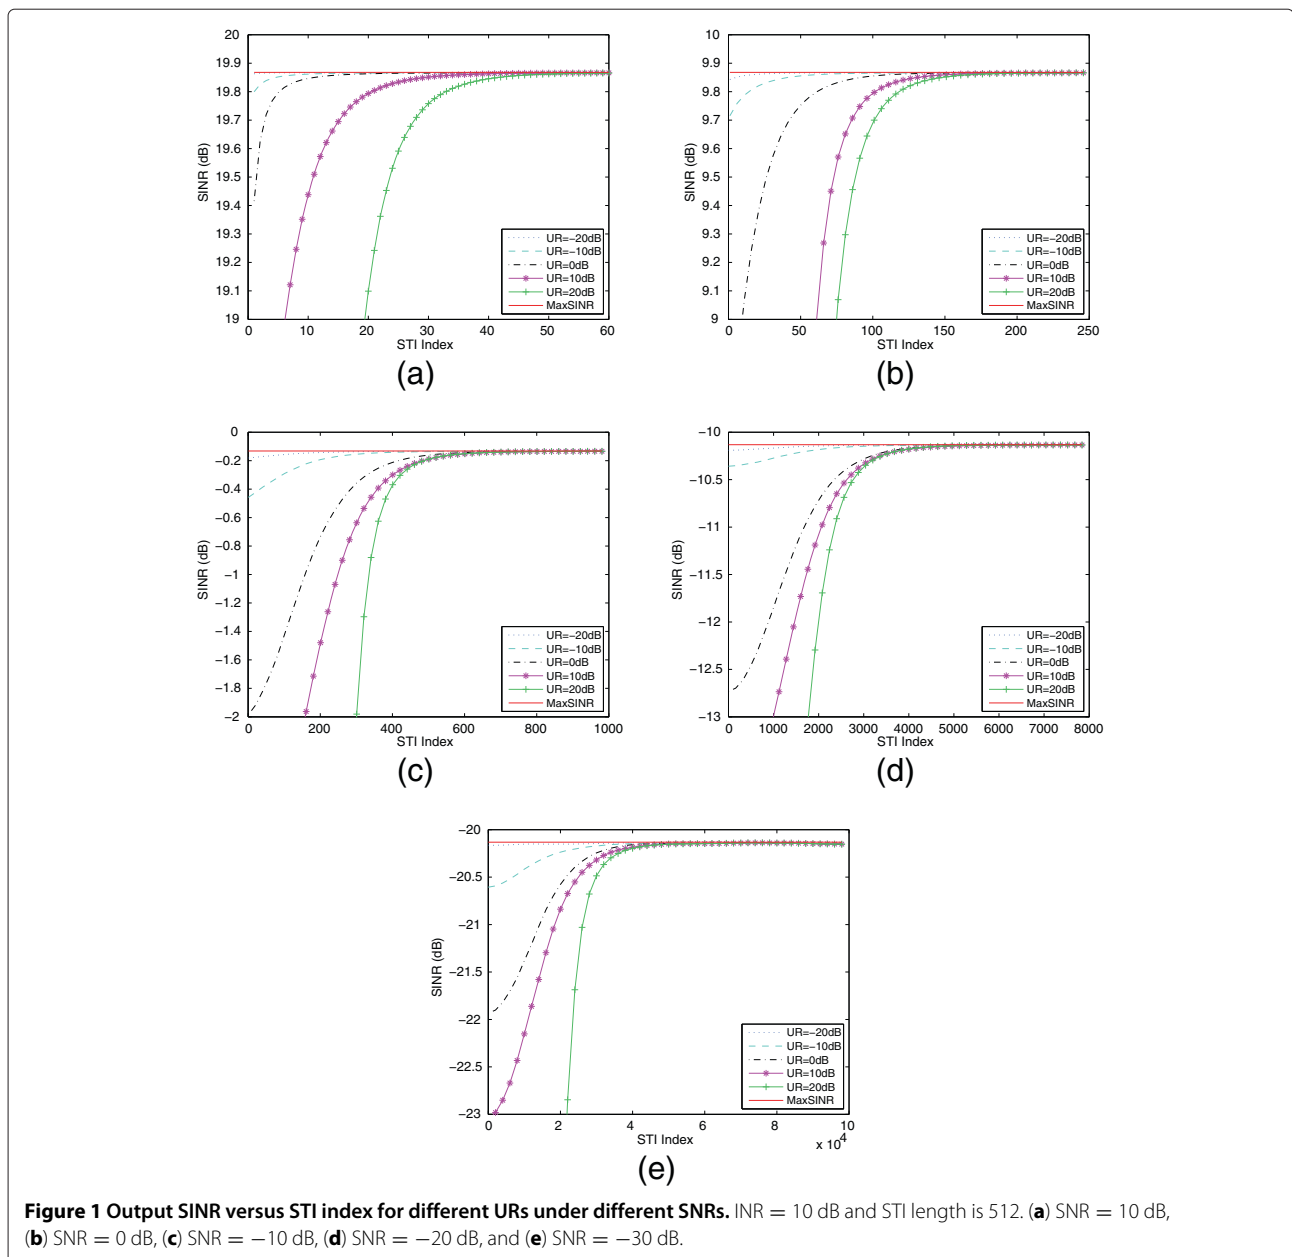 20
19.9
19.8
19.7
19.6
19.5
19.4
19.3
19.2
19.1
19
SINR (dB)
0 10 20 30 40 50 60
STI Index
UR=−20dB
UR=−10dB
UR=0dB
UR=10dB
UR=20dB
MaxSINR
(a)
10
9.9
9.8
9.7
9.6
9.5
9.4
9.3
9.2
9.1
9
SINR (dB)
0 50 100 150 200 250
STI Index
UR=−20dB
UR=−10dB
UR=0dB
UR=10dB
UR=20dB
MaxSINR
(b)
0
−0.2
−0.4
−0.6
−0.8
−1
−1.2
−1.4
−1.6
−1.8
−2
SINR (dB)
0 200 400 600 800 1000
STI Index
UR=−20dB
UR=−10dB
UR=0dB
UR=10dB
UR=20dB
MaxSINR
(c)
−10
−10.5
−11
−11.5
−12
−12.5
−13
SINR (dB)
0 1000 2000 3000 4000 5000 6000 7000 8000
STI Index
UR=−20dB
UR=−10dB
UR=0dB
UR=10dB
UR=20dB
MaxSINR
(d)
−20
−20.5
−21
−21.5
−22
−22.5
−23
SINR (dB)
0 2 4 6 8 10
STI Index
x 10^4
UR=−20dB
UR=−10dB
UR=0dB
UR=10dB
UR=20dB
MaxSINR
(e)
Figure 1 Output SINR versus STI index for different URs under different SNRs. INR = 10 dB and STI length is 512. (a) SNR = 10 dB,
(b) SNR = 0 dB, (c) SNR = −10 dB, (d) SNR = −20 dB, and (e) SNR = −30 dB.